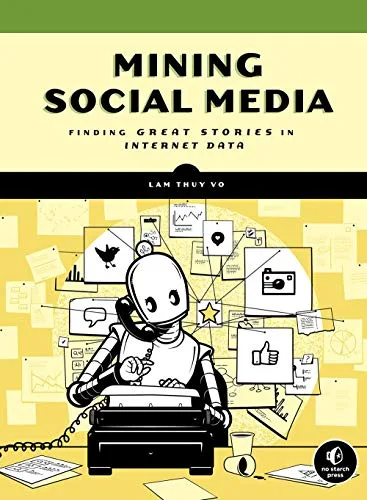 MINING
SOCIAL MEDIA
FINDING GREAT STORIES IN
INTERNET DATA
LAM THUY VO
no starch
press